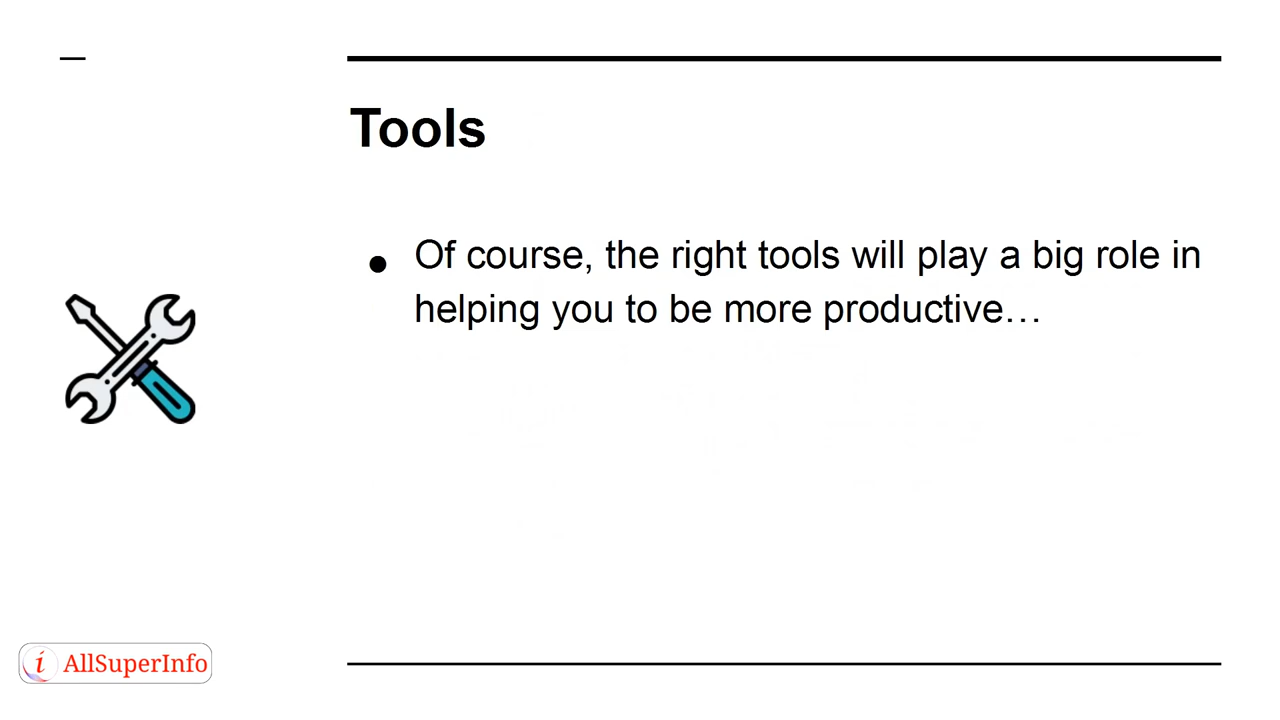 Tools
● Of course, the right tools will play a big role in
helping you to be more productive…
i AllSuperInfo